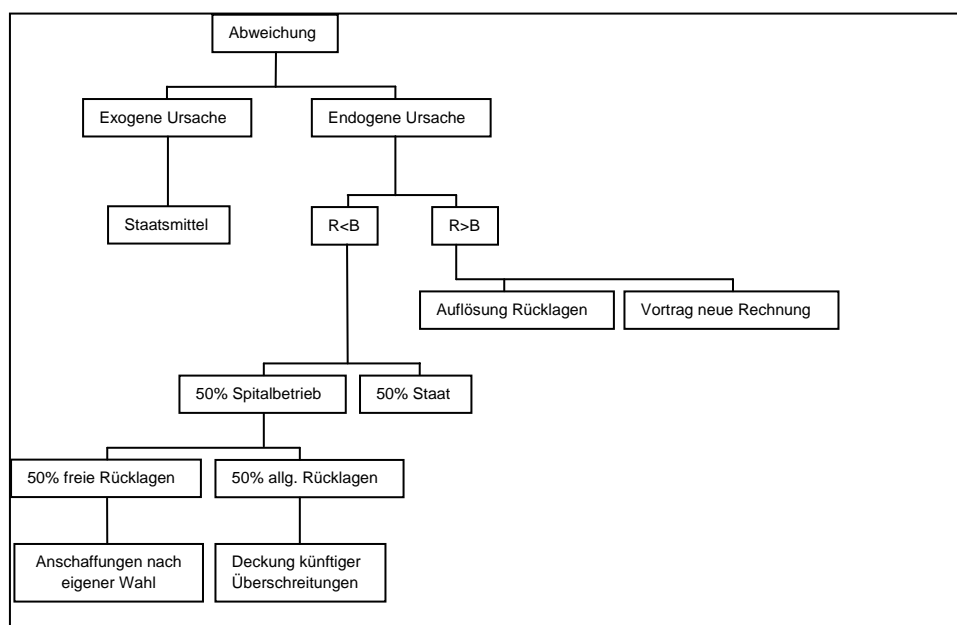 Abweichung
Exogene Ursache
Endogene Ursache
Staatsmittel
R<B
R>B
Auflösung Rücklagen
Vortrag neue Rechnung
50% Spitalbetrieb
50% Staat
50% freie Rücklagen
50% allg. Rücklagen
Anschaffungen nach
eigener Wahl
Deckung künftiger
Überschreitungen